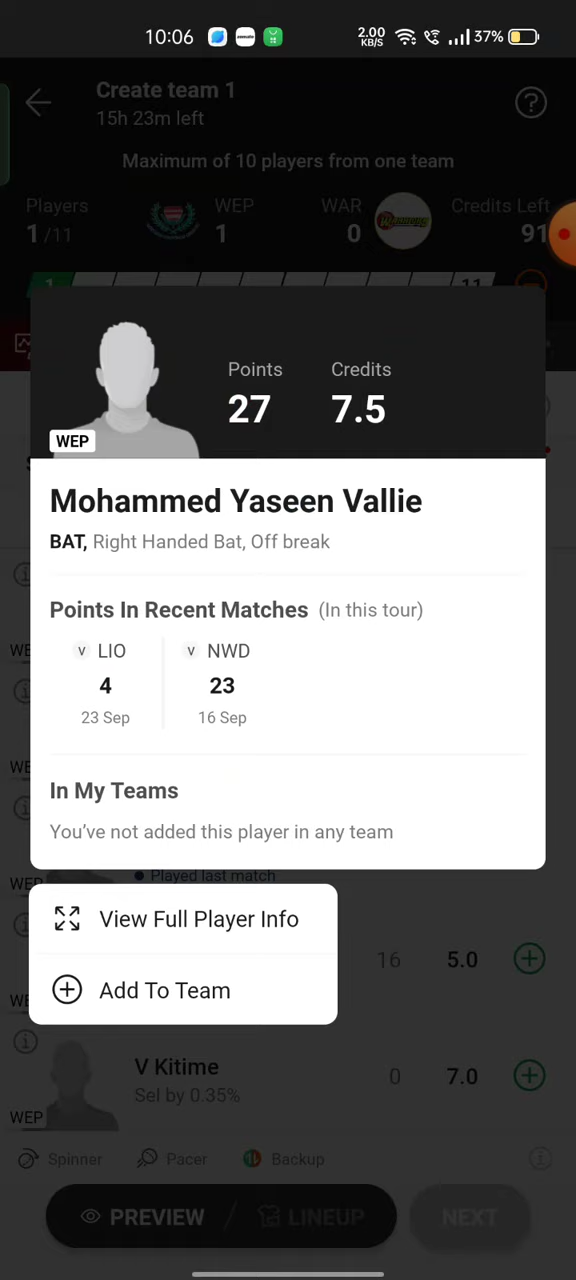 10:06 2.00 KB/S 37%
Create team 1
15h 23m left
Maximum of 10 players from one team
Players WEP WAR Credits Left
1/11 1 0 91
1 11
Points Credits
27 7.5
WEP
Mohammed Yaseen Vallie
BAT, Right Handed Bat, Off break
Points In Recent Matches (In this tour)
v LIO v NWD
4 23
23 Sep 16 Sep
In My Teams
You've not added this player in any team
Played last match
View Full Player Info
16 5.0
Add To Team
V Kitime
0 7.0
Sel by 0.35%
WEP
Spinner Pacer Backup
PREVIEW / LINEUP NEXT